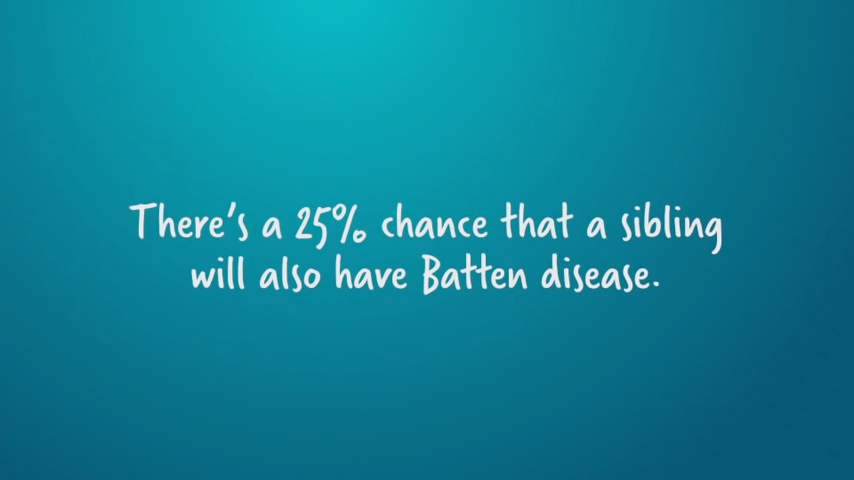 There's a 25% chance that a sibling
will also have Batten disease.